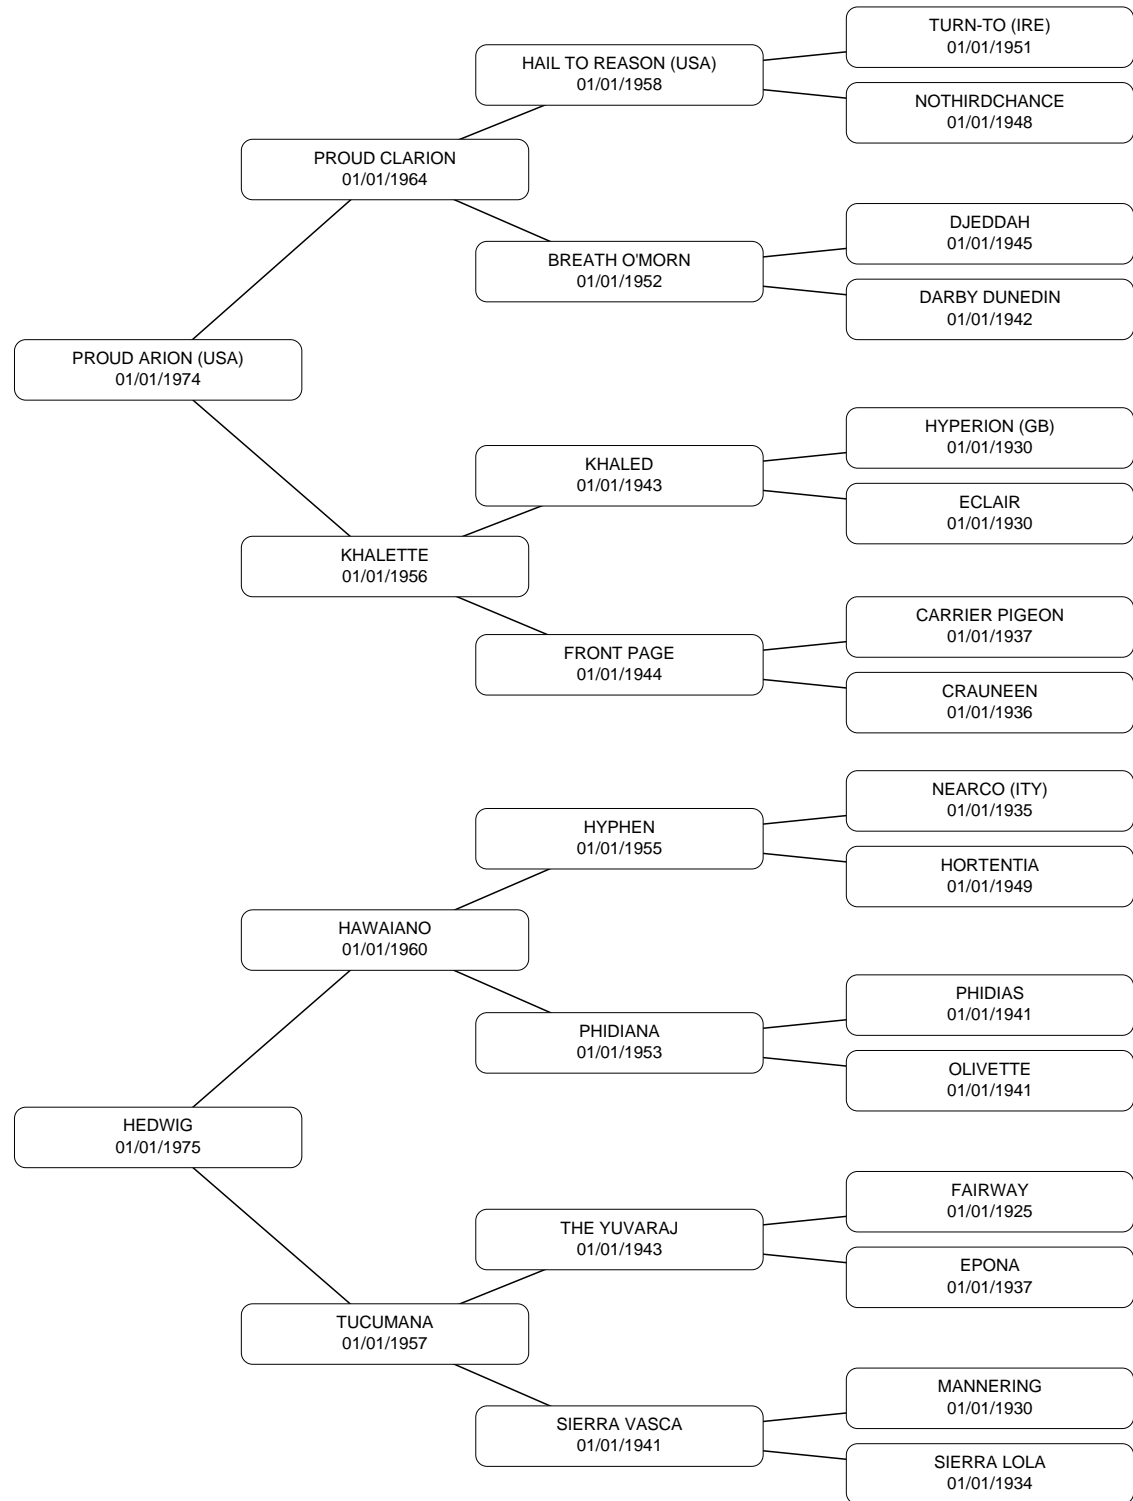 TURN-TO (IRE)
01/01/1951
HAIL TO REASON (USA)
01/01/1958
NOTHIRDCHANCE
01/01/1948
PROUD CLARION
01/01/1964
DJEDDAH
01/01/1945
BREATH O'MORN
01/01/1952
DARBY DUNEDIN
01/01/1942
PROUD ARION (USA)
01/01/1974
HYPERION (GB)
01/01/1930
KHALED
01/01/1943
ECLAIR
01/01/1930
KHALETTE
01/01/1956
CARRIER PIGEON
01/01/1937
FRONT PAGE
01/01/1944
CRAUNEEN
01/01/1936
NEARCO (ITY)
01/01/1935
HYPHEN
01/01/1955
HORTENTIA
01/01/1949
HAWAIANO
01/01/1960
PHIDIAS
01/01/1941
PHIDIANA
01/01/1953
OLIVETTE
01/01/1941
HEDWIG
01/01/1975
FAIRWAY
01/01/1925
THE YUVARAJ
01/01/1943
EPONA
01/01/1937
TUCUMANA
01/01/1957
MANNERING
01/01/1930
SIERRA VASCA
01/01/1941
SIERRA LOLA
01/01/1934